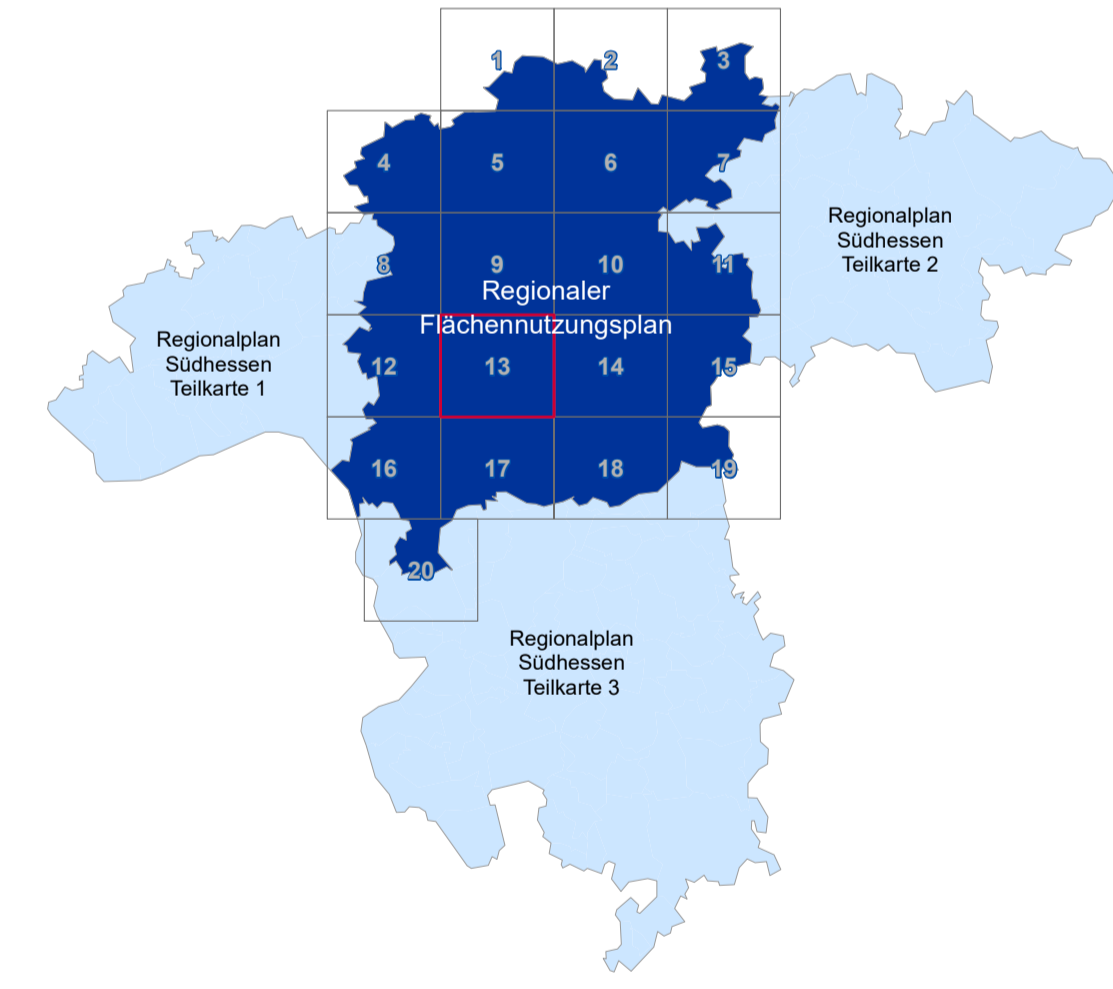 1
2
3
4
5
6
7
Regionalplan
Südhessen
Teilkarte 2
8
9
10
11
Regionaler
Flächennutzungsplan
Regionalplan
Südhessen
Teilkarte 1
12
13
14
15
16
17
18
19
20
Regionalplan
Südhessen
Teilkarte 3